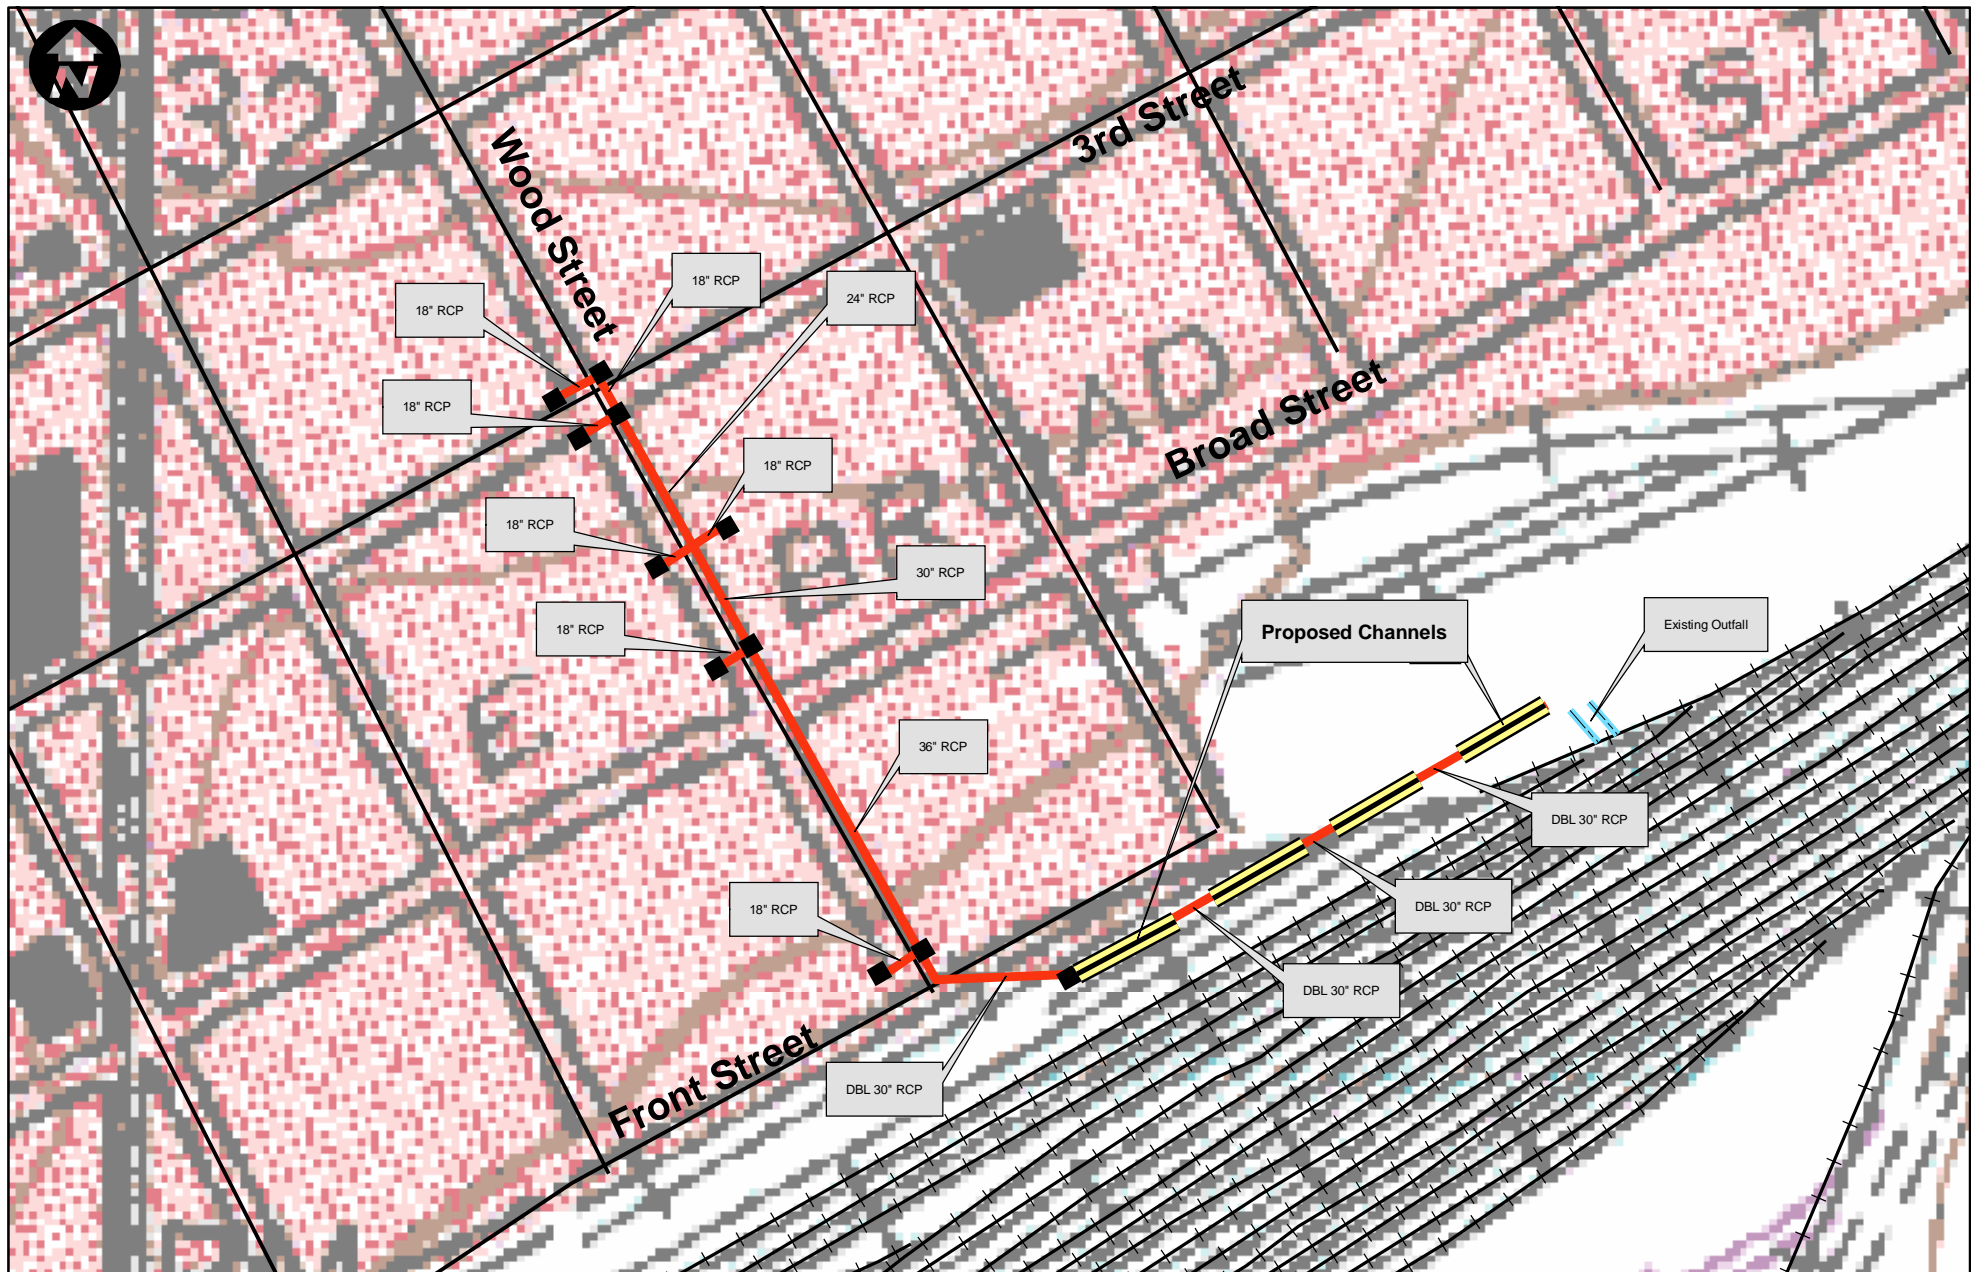 N
32
3rd Street
S T
Wood Street
18" RCP
24" RCP
18" RCP
18" RCP
A D
Broad Street
18" RCP
18" RCP
B R O
30" RCP
18" RCP
Proposed Channels
Existing Outfall
E
36" RCP
DBL 30" RCP
18" RCP
DBL 30" RCP
DBL 30" RCP
Front Street
DBL 30" RCP